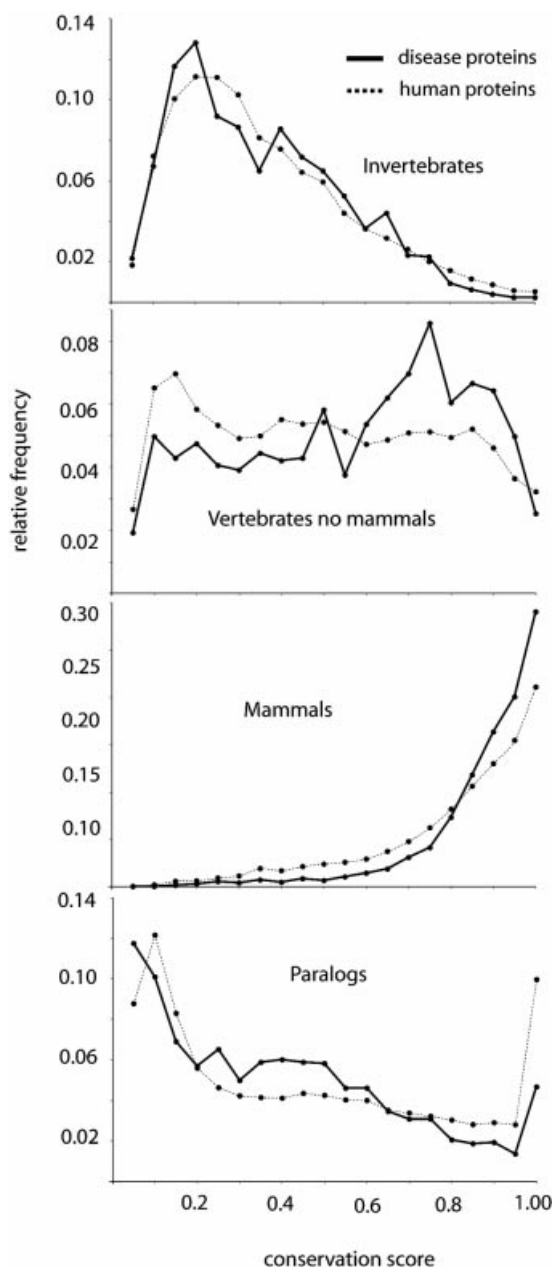 0.14
0.10
0.06
0.02
disease proteins
human proteins
Invertebrates
0.08
0.06
0.04
0.02
Vertebrates no mammals
relative frequency
0.30
0.25
0.20
0.15
0.10
Mammals
0.14
0.10
0.06
0.02
Paralogs
0.2 0.4 0.6 0.8 1.00
conservation score